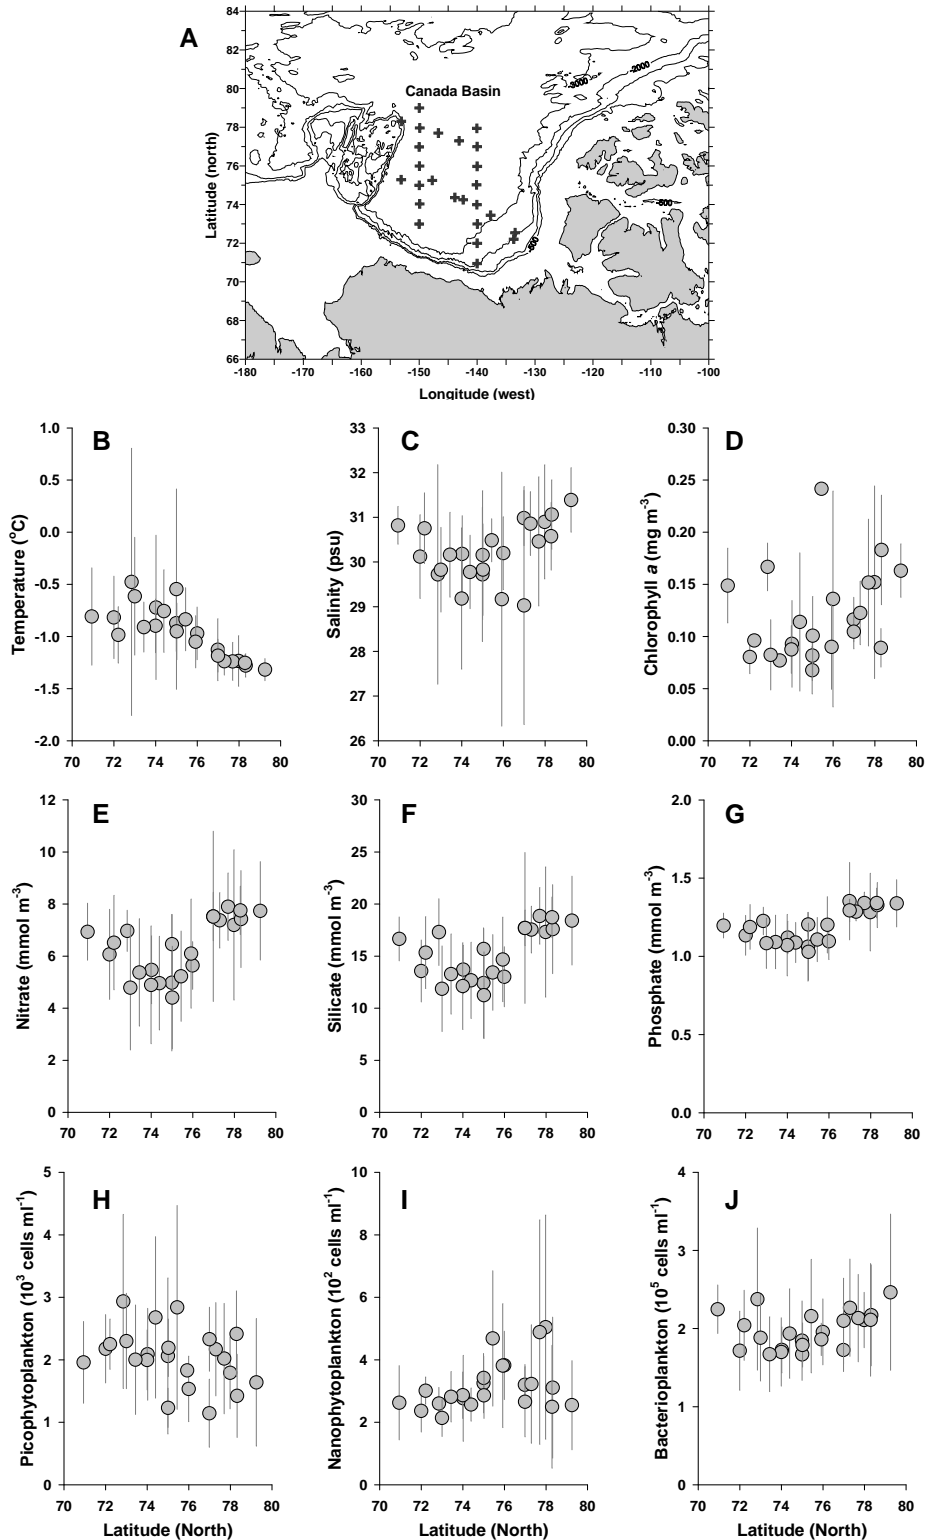 A
84
82
80
78
76
74
72
70
68
66
Latitude (north)
Canada Basin
-3000
-2000
-500
-500
-180 -170 -160 -150 -140 -130 -120 -110 -100
Longitude (west)
B
1.0
0.5
0.0
-0.5
-1.0
-1.5
-2.0
Temperature (°C)
70 72 74 76 78 80
C
33
32
31
30
29
28
27
26
Salinity (psu)
70 72 74 76 78 80
D
0.30
0.25
0.20
0.15
0.10
0.05
0.00
Chlorophyll a (mg m-3)
70 72 74 76 78 80
E
12
10
8
6
4
2
0
Nitrate (mmol m-3)
70 72 74 76 78 80
F
30
25
20
15
10
5
0
Silicate (mmol m-3)
70 72 74 76 78 80
G
2.0
1.5
1.0
0.5
0.0
Phosphate (mmol m-3)
70 72 74 76 78 80
H
5
4
3
2
1
0
Picophytoplankton (10³ cells ml-1)
70 72 74 76 78 80
Latitude (North)
I
10
8
6
4
2
0
Nanophytoplankton (10² cells ml-1)
70 72 74 76 78 80
Latitude (North)
J
4
3
2
1
0
Bacterioplankton (10⁵ cells ml-1)
70 72 74 76 78 80
Latitude (North)